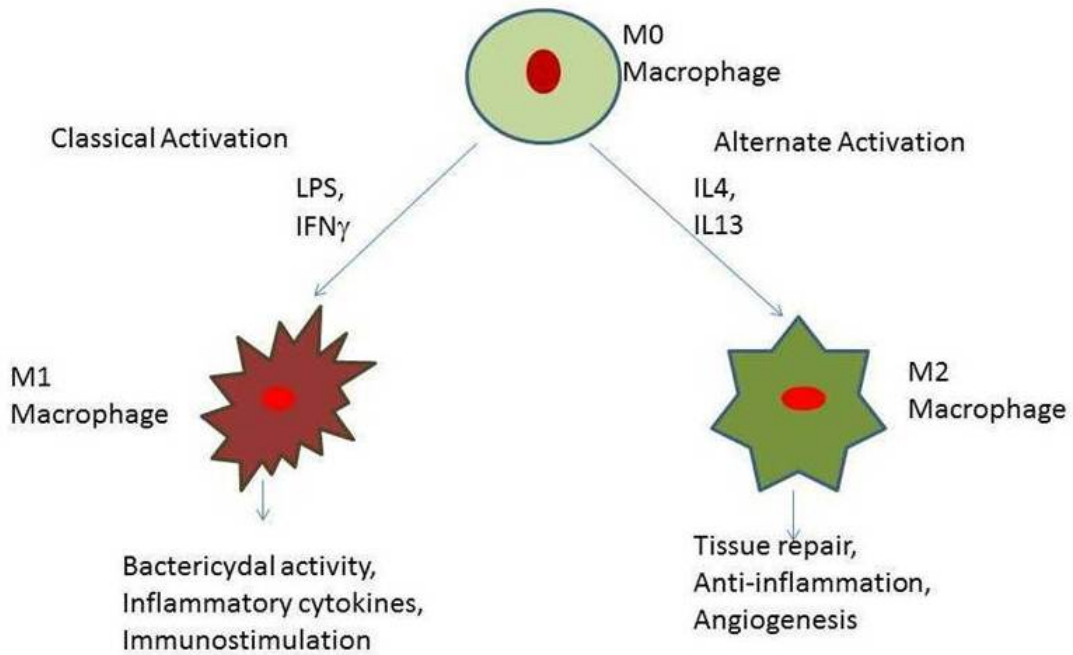 M0
Macrophage
Classical Activation
Alternate Activation
LPS,
IFNγ
IL4,
IL13
M1
Macrophage
M2
Macrophage
Bactericydal activity,
Inflammatory cytokines,
Immunostimulation
Tissue repair,
Anti-inflammation,
Angiogenesis